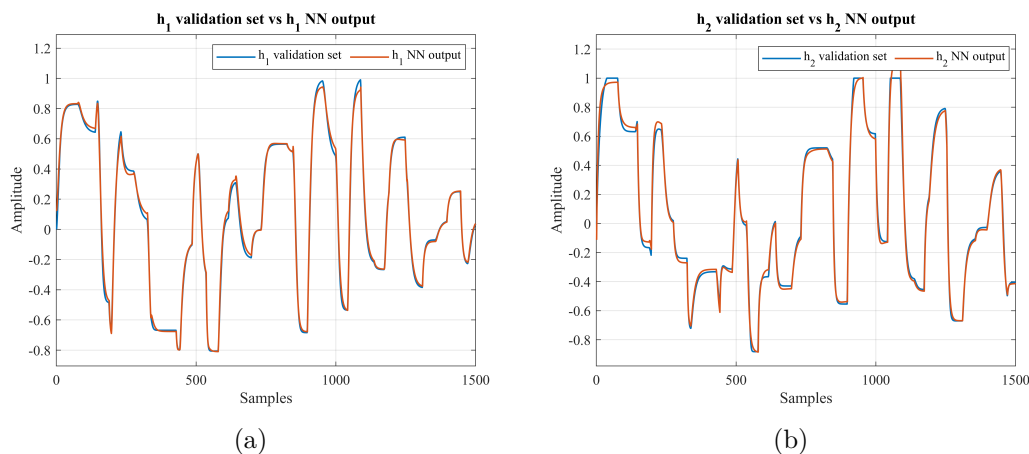 h1 validation set vs h1 NN output
1.2
1
0.8
0.6
0.4
0.2
0
-0.2
-0.4
-0.6
-0.8
Amplitude
0 500 1000 1500
Samples
h1 validation set h1 NN output
(a)
h2 validation set vs h2 NN output
1.2
1
0.8
0.6
0.4
0.2
0
-0.2
-0.4
-0.6
-0.8
Amplitude
0 500 1000 1500
Samples
h2 validation set h2 NN output
(b)